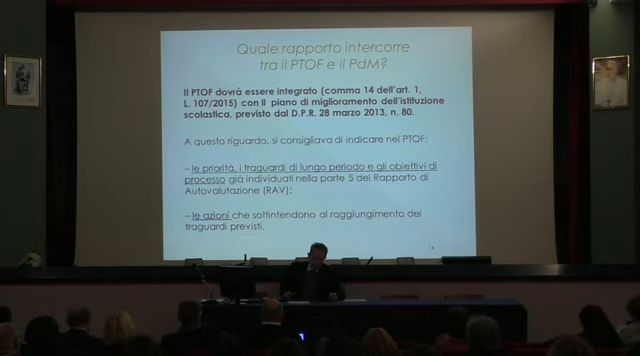 Quale rapporto intercorre
tra il PTOF e il PdM?
Il PTOF dovrà essere integrato (comma 14 dell'art. 1,
L. 107/2015) con il piano di miglioramento dell'istituzione
scolastica, previsto dal D.P.R. 28 marzo 2013, n. 80.
A questo riguardo, si consigliava di indicare nel PTOF:
– le priorità, i traguardi di lungo periodo e gli obiettivi di
processo già individuati nella parte 5 del Rapporto di
Autovalutazione (RAV);
– le azioni che sottintendono al raggiungimento dei
traguardi previsti.